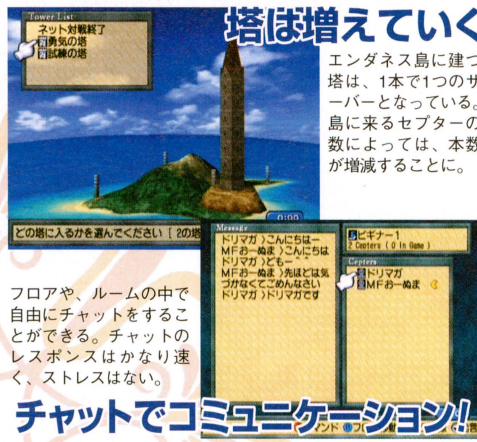 塔は増えていく
Tower List
ネット対戦終了
勇気の塔
試練の塔
0:00
どの塔に入るかを選んでください [ 2の塔
エンダネス島に建つ
塔は、1本で1つのサ
ーバーとなっている。
島に来るセプターの
数によっては、本数
が増減することに。
Message
ドリマガ 〉こんにちはー
MFおーぬま 〉こんにちは
ドリマガ 〉どもー^^
MFおーぬま 〉先ほどは気
づかなくてごめんなさい
ドリマガ 〉ドリマガです
ビギナー1
2 Cepters ( 0 In Game )
Cepters
ドリマガ
MFおーぬま
フロアや、ルームの中で
自由にチャットをするこ
とができる。チャットの
レスポンスはかなり速
く、ストレスはない。
チャットでコミュニケーション!